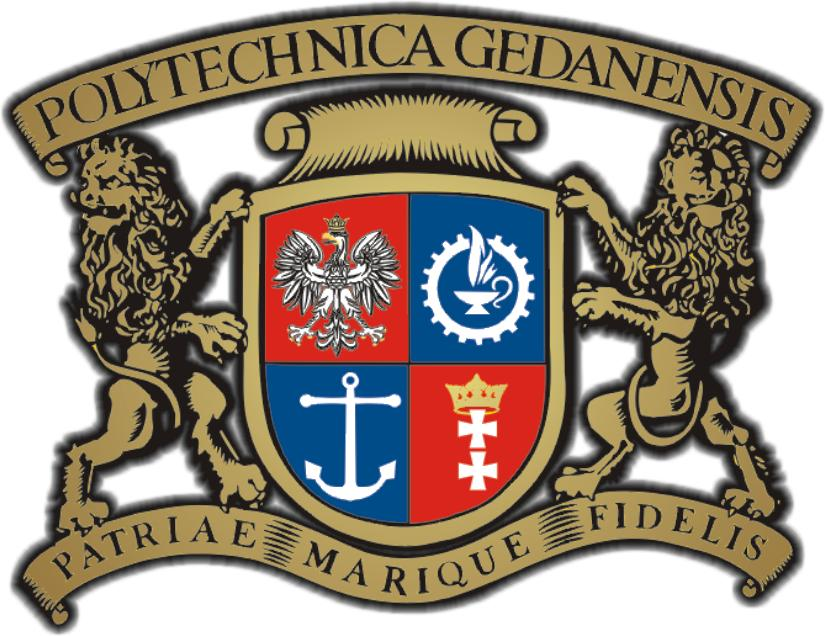 POLYTECHNICA GEDANENSIS
PATRIAE MARIQUE FIDELIS